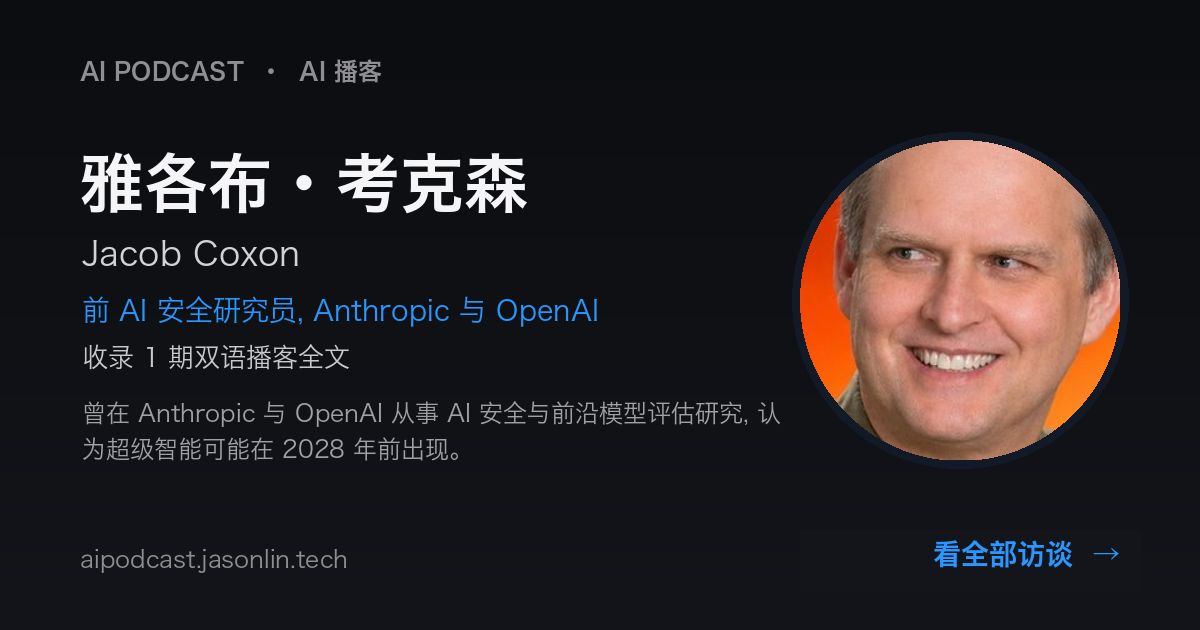 AI PODCAST · AI 播客
雅各布·考克森
Jacob Coxon
前 AI 安全研究员, Anthropic 与 OpenAI
收录 1 期双语播客全文
曾在 Anthropic 与 OpenAI 从事 AI 安全与前沿模型评估研究, 认
为超级智能可能在 2028 年前出现。
aipodcast.jasonlin.tech
看全部访谈 →